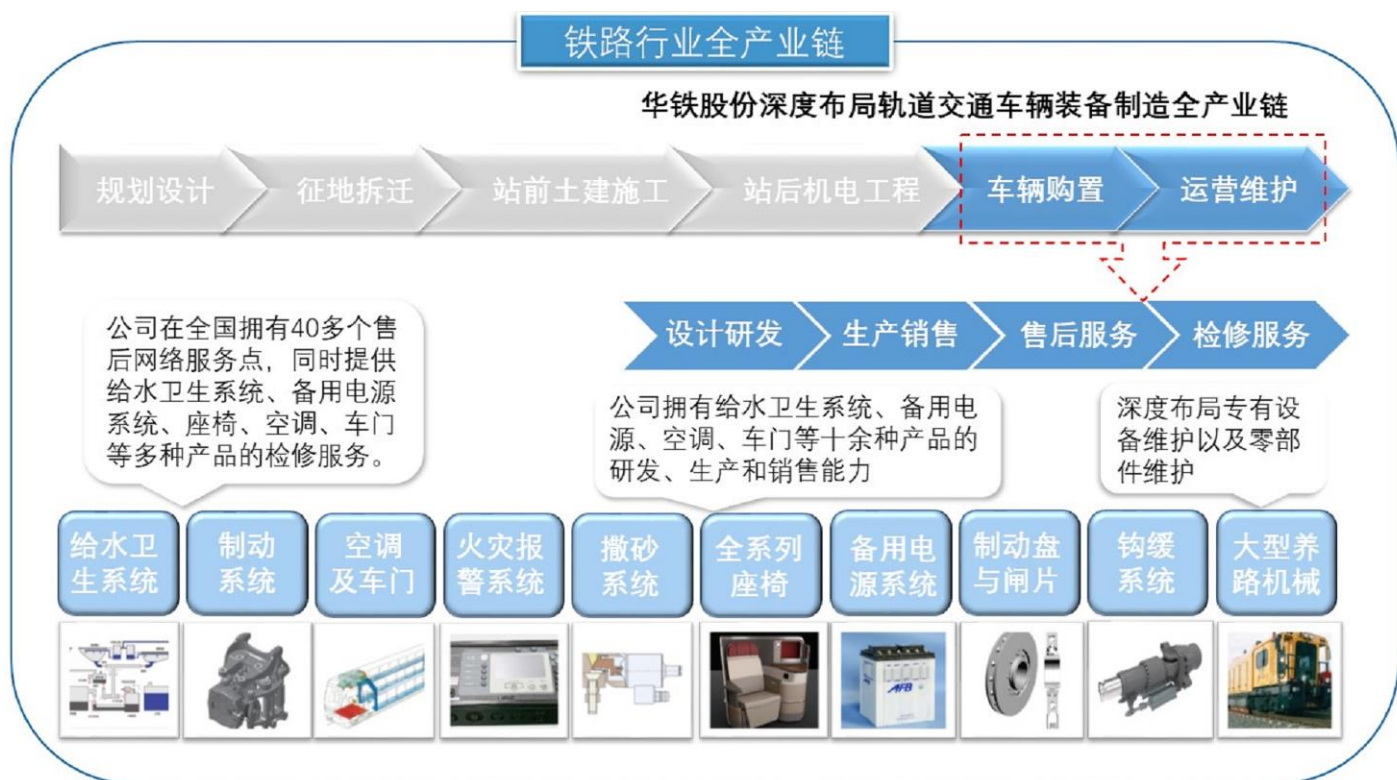 铁路行业全产业链
华铁股份深度布局轨道交通车辆装备制造全产业链
规划设计
征地拆迁
站前土建施工
站后机电工程
车辆购置
运营维护
设计研发
生产销售
售后服务
检修服务
公司在全国拥有40多个售
后网络服务点，同时提供
给水卫生系统、备用电源
系统、座椅、空调、车门
等多种产品的检修服务。
公司拥有给水卫生系统、备用电
源、空调、车门等十余种产品的
研发、生产和销售能力
深度布局专有设
备维护以及零部
件维护
给水卫
生系统
制动
系统
空调
及车门
火灾报
警系统
撒砂
系统
全系列
座椅
备用电
源系统
制动盘
与闸片
钩缓
系统
大型养
路机械
AFB